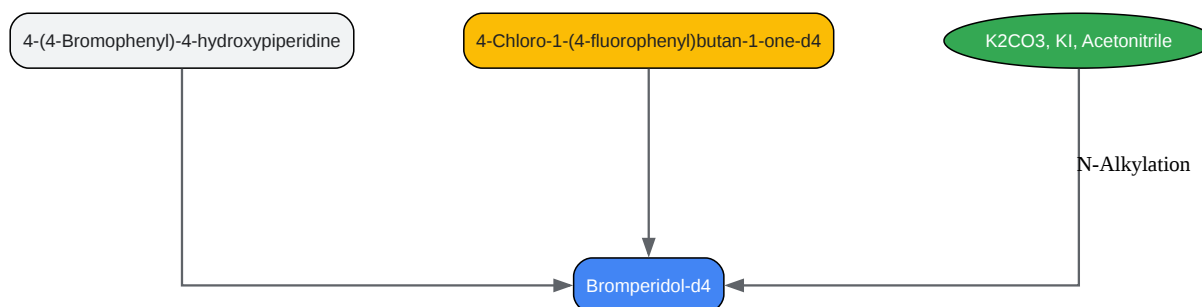 4-(4-Bromophenyl)-4-hydroxypiperidine
4-Chloro-1-(4-fluorophenyl)butan-1-one-d4
K2CO3, KI, Acetonitrile
N-Alkylation
Bromperidol-d4